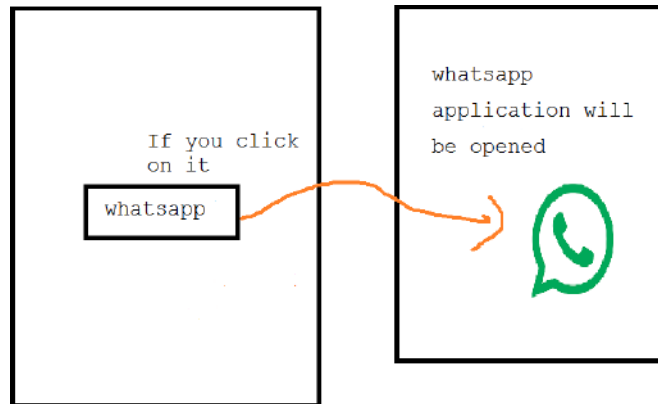 If you click
on it
whatsapp
whatsapp
application will
be opened